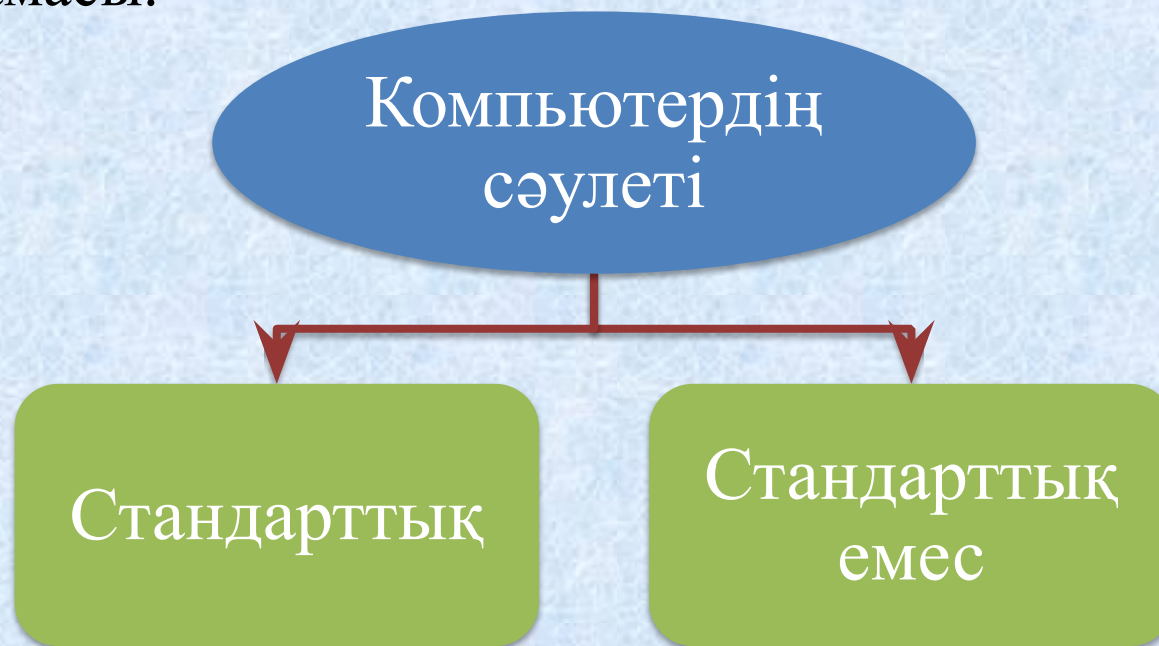 Компьютердің
сәулеті
Стандарттық
Стандарттық
емес